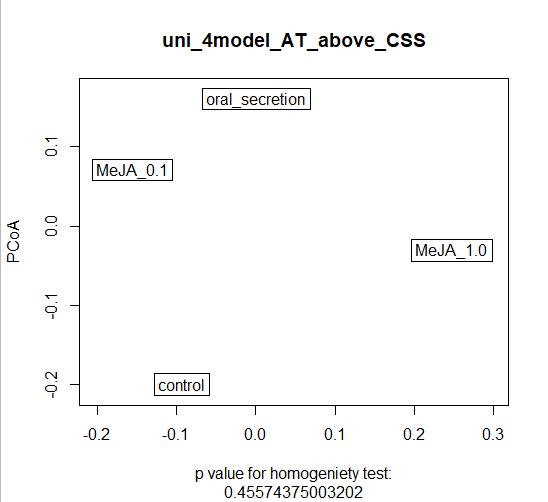 uni_4model_AT_above_CSS
oral_secretion
MeJA_0.1
MeJA_1.0
control
PCoA
0.1
0.0
-0.1
-0.2
-0.2 -0.1 0.0 0.1 0.2 0.3
p value for homogeniety test:
0.45574375003202